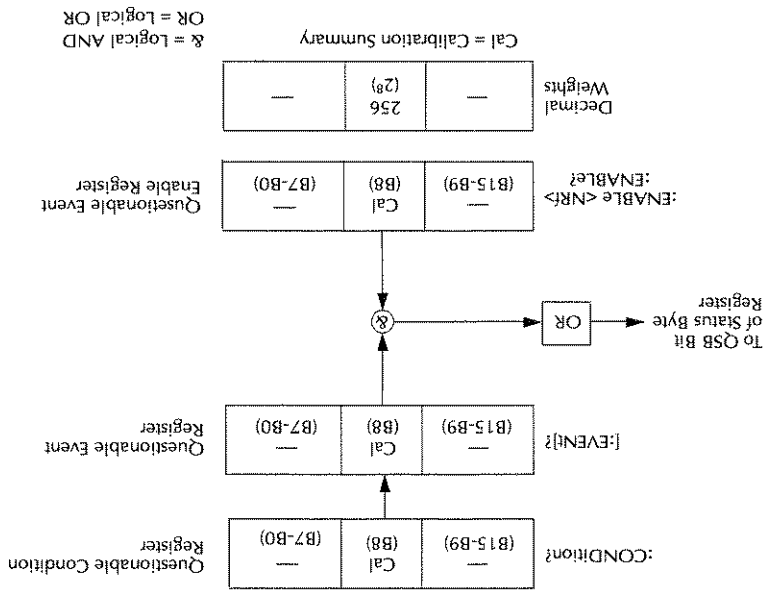 :CONDition?
—
(B15-B9)
Cal
(B8)
—
(B7-B0)
Questionable Condition
Register
[:EVENt]?
—
(B15-B9)
Cal
(B8)
—
(B7-B0)
Questionable Event
Register
To QSB Bit
of Status Byte
Register
OR
&
:ENABle <NRf>
:ENABle?
—
(B15-B9)
Cal
(B8)
—
(B7-B0)
Qusetionable Event
Enable Register
Decimal
Weights
—
256
(2⁸)
—
Cal = Calibration Summary
& = Logical AND
OR = Logical OR